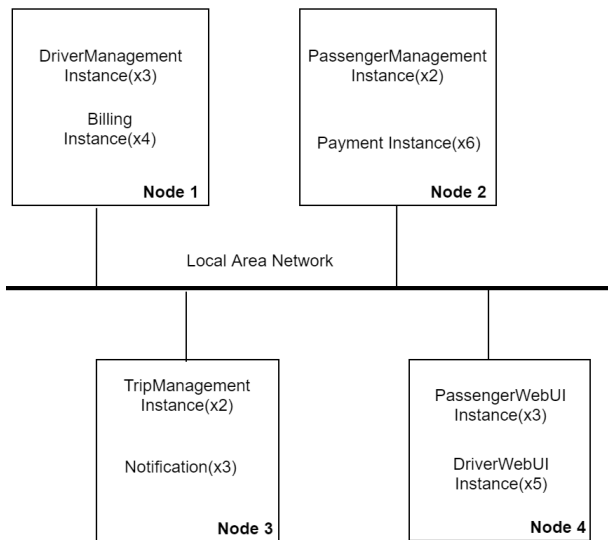 DriverManagement
Instance(x3)
Billing
Instance(x4)
Node 1
PassengerManagement
Instance(x2)
Payment Instance(x6)
Node 2
Local Area Network
TripManagement
Instance(x2)
Notification(x3)
Node 3
PassengerWebUI
Instance(x3)
DriverWebUI
Instance(x5)
Node 4